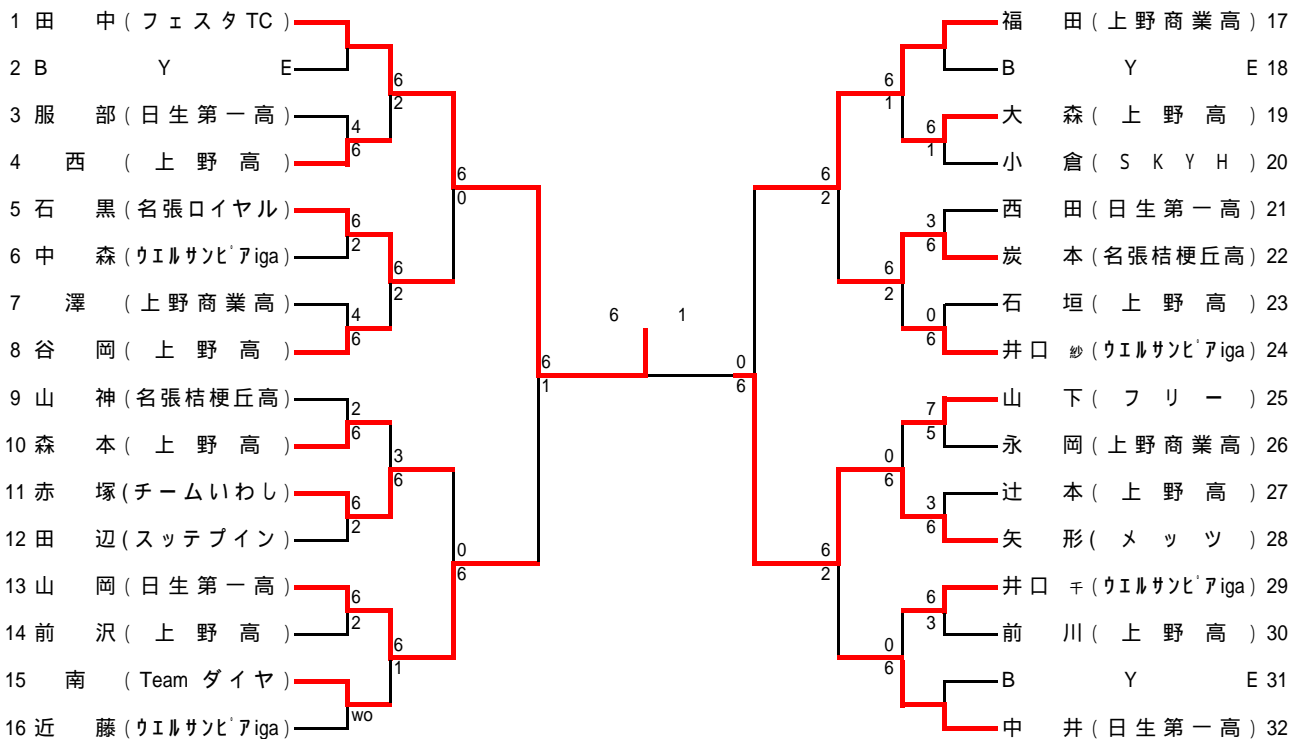 1 田 中 (フェスタTC)
2 B Y E
3 服 部 (日生第一高)
4 西 (上野高)
5 石 黒 (名張ロイヤル)
6 中 森 (ウエルサンピアiga)
7 澤 (上野商業高)
8 谷 岡 (上野高)
9 山 神 (名張桔梗丘高)
10 森 本 (上野高)
11 赤 塚 (チームいわし)
12 田 辺 (スッテプイン)
13 山 岡 (日生第一高)
14 前 沢 (上野高)
15 南 (Team ダイヤ)
16 近 藤 (ウエルサンピアiga)
4
6
6
2
4
6
2
6
6
2
6
2
wo
6
2
6
2
3
6
6
1
6
0
0
6
6
1
6 1
0
6
6
2
6
2
6
1
6
2
0
6
0
6
6
1
3
6
0
6
7
5
3
6
6
3
福 田 (上野商業高) 17
B Y E 18
大 森 (上野高) 19
小 倉 (SKYH) 20
西 田 (日生第一高) 21
炭 本 (名張桔梗丘高) 22
石 垣 (上野高) 23
井口 紗 (ウエルサンピアiga) 24
山 下 (フリー) 25
永 岡 (上野商業高) 26
辻 本 (上野高) 27
矢 形 (メッツ) 28
井口 千 (ウエルサンピアiga) 29
前 川 (上野高) 30
B Y E 31
中 井 (日生第一高) 32